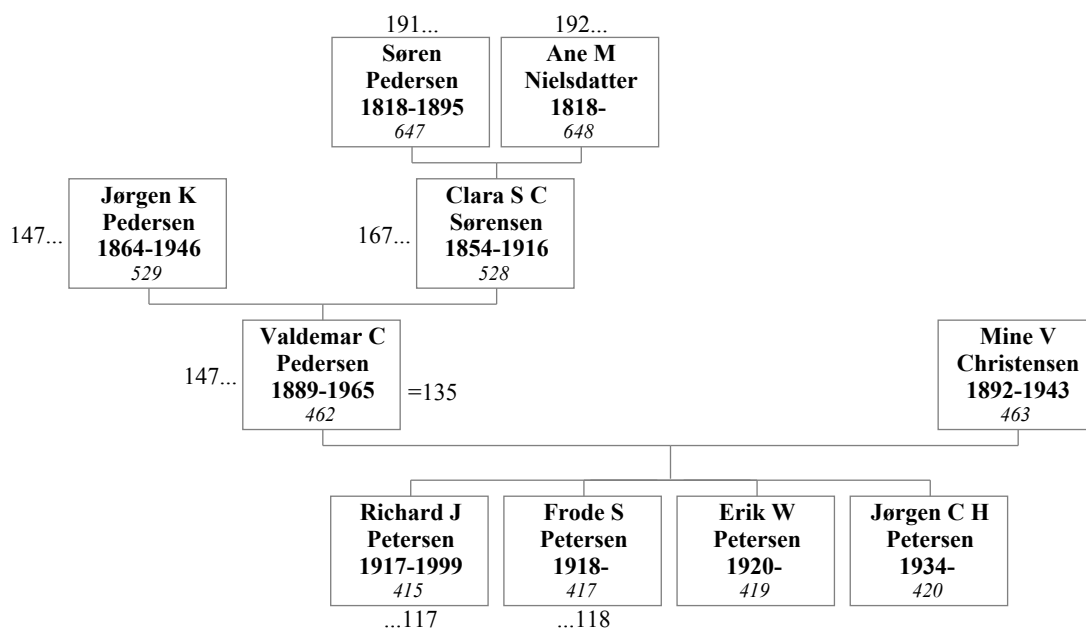 191...
192...
Søren
Pedersen
1818-1895
647
Ane M
Nielsdatter
1818-
648
147...
Jørgen K
Pedersen
1864-1946
529
167...
Clara S C
Sørensen
1854-1916
528
147...
Valdemar C
Pedersen
1889-1965
462
=135
Mine V
Christensen
1892-1943
463
Richard J
Petersen
1917-1999
415
...117
Frode S
Petersen
1918-
417
...118
Erik W
Petersen
1920-
419
Jørgen C H
Petersen
1934-
420